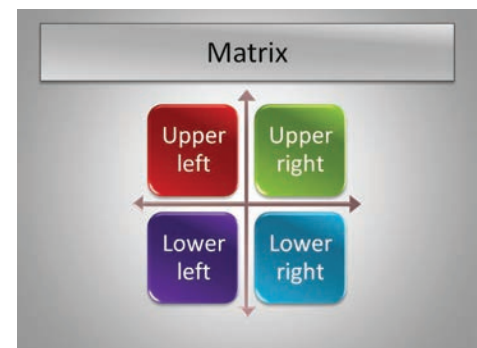 Matrix
Upper
left
Upper
right
Lower
left
Lower
right